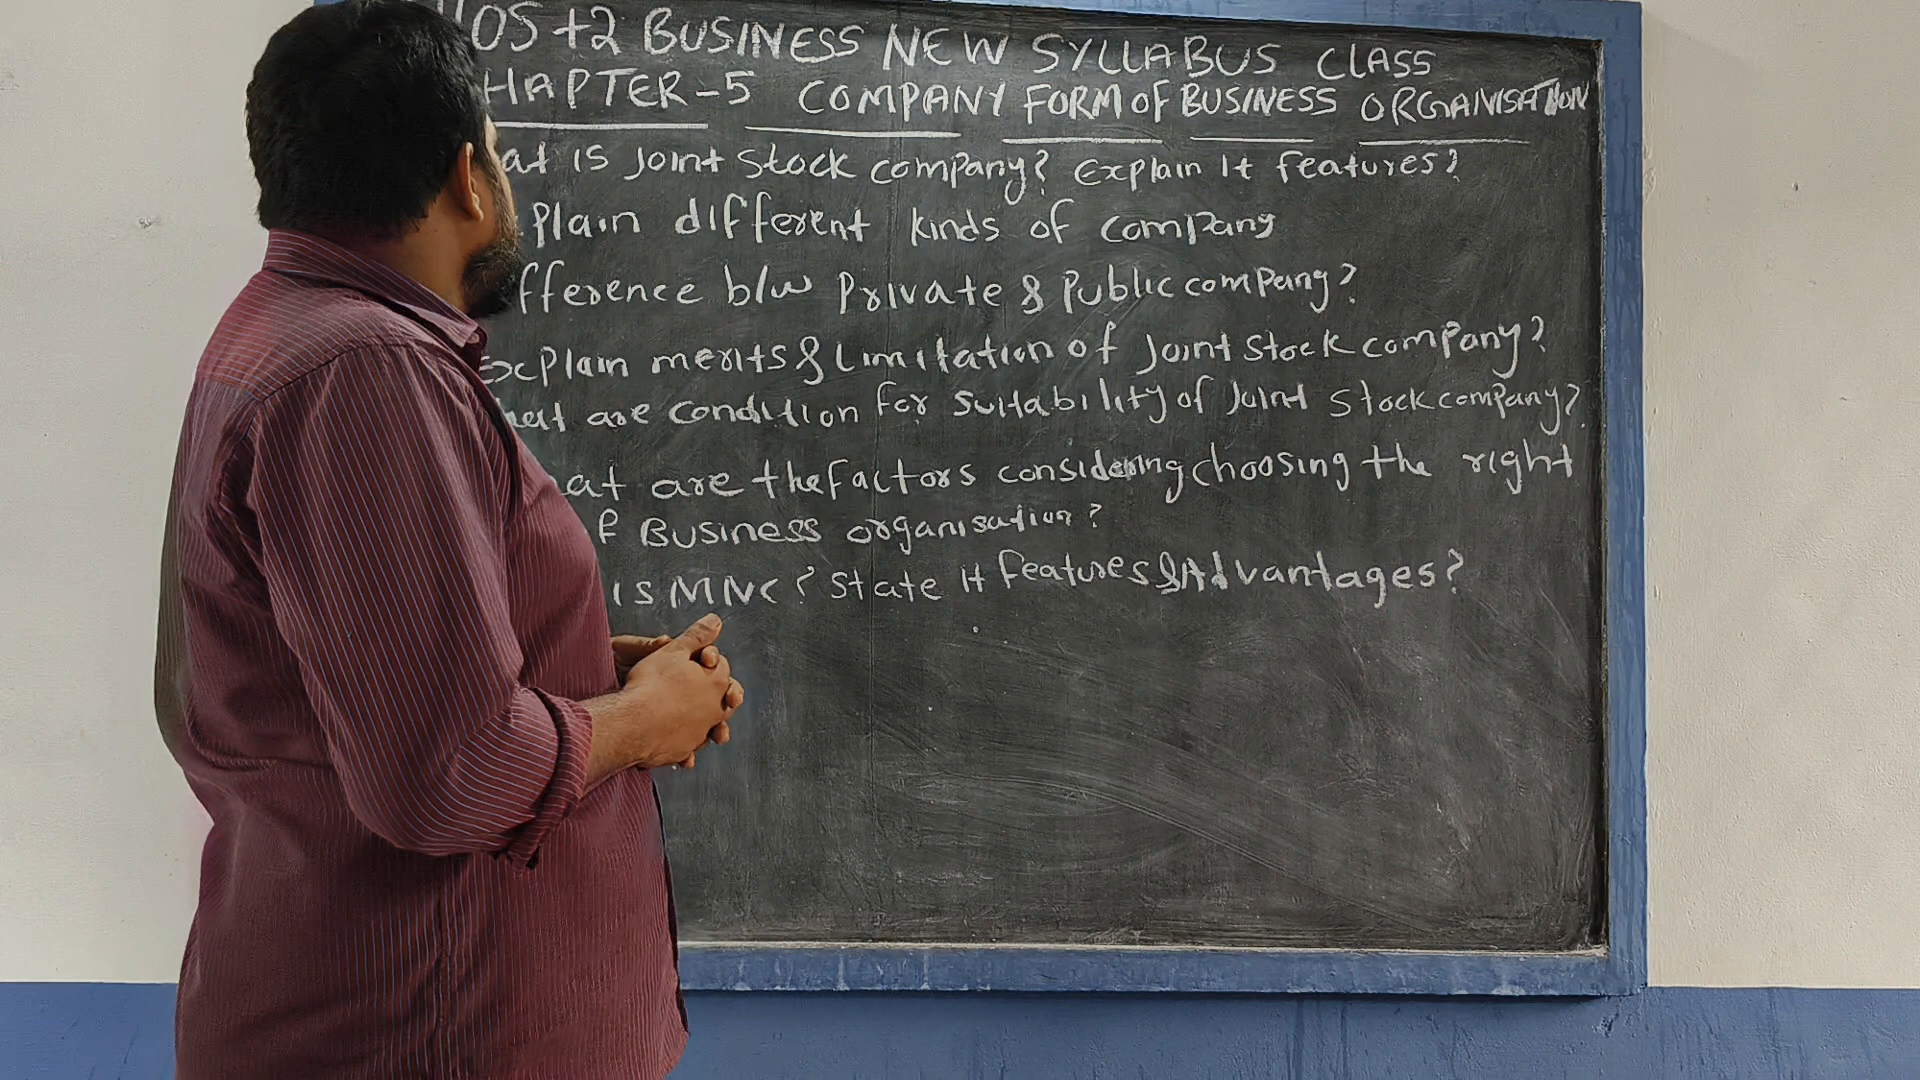 OS +2 BUSINESS NEW SYLLABUS CLASS
HAPTER-5 COMPANY FORM OF BUSINESS ORGANISATION
at is Joint Stock company? Explain It features?
plain different kinds of company
fference b/w Private & Public company?
Explain merits & Limitation of Joint Stock company?
hat are condition for suitability of Joint Stock company?
at are the Factors considering choosing the right
f Business organisation?
is MNC? State it features & Advantages?